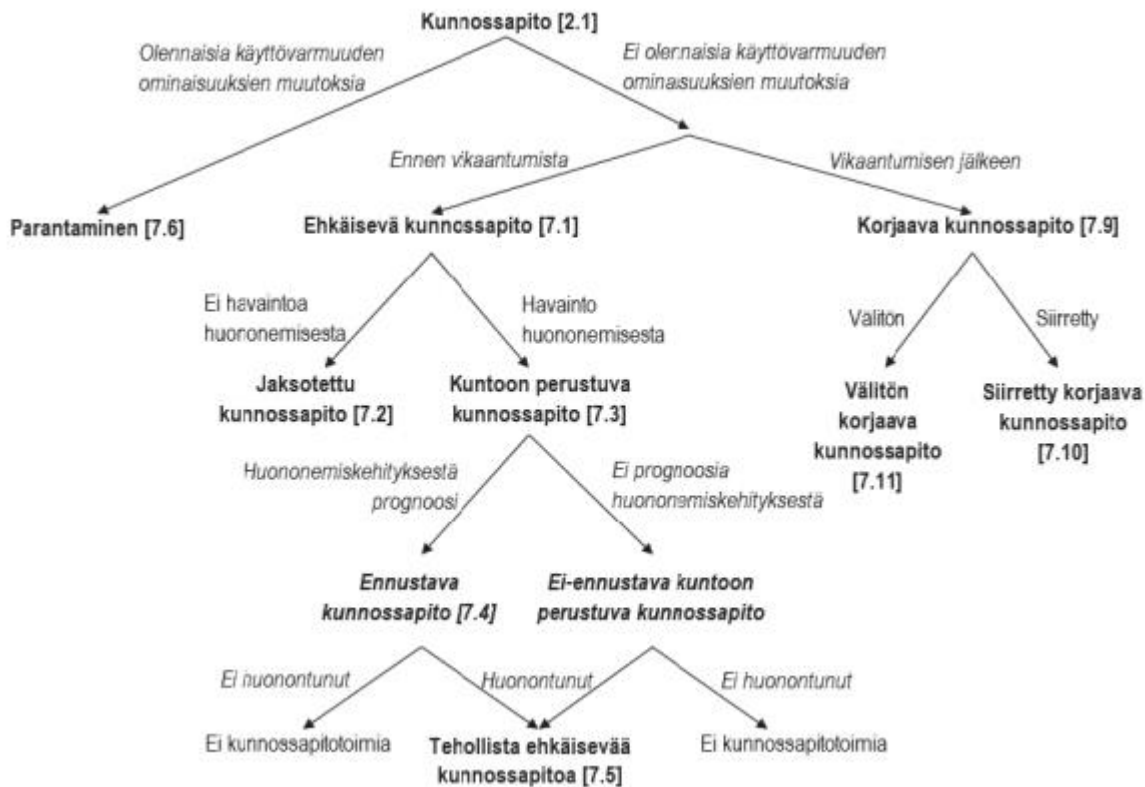 Kunnossapito [2.1]
Olennaisia käyttövarmuuden
ominaisuuksien muutoksia
Ei olennaisia käyttövarmuuden
ominaisuuksien muutoksia
Ennen vikaantumista
Vikaantumisen jälkeen
Parantaminen [7.6]
Ehkäisevä kunnossapito [7.1]
Korjaava kunnossapito [7.9]
Ei havaintoa
huononemisesta
Havainto
huononemisesta
Välitön
Siirretty
Jaksotettu
kunnossapito [7.2]
Kuntoon perustuva
kunnossapito [7.3]
Välitön
korjaava
kunnossapito
[7.11]
Siirretty korjaava
kunnossapito
[7.10]
Huononemiskehityksestä
prognoosi
Ei prognoosia
huononemiskehityksestä
Ennustava
kunnossapito [7.4]
Ei-ennustava kuntoon
perustuva kunnossapito
Ei huonontunut
Huonontunut
Ei huonontunut
Ei kunnossapitotoimia
Tehollista ehkäisevää
kunnossapitoa [7.5]
Ei kunnossapitotoimia